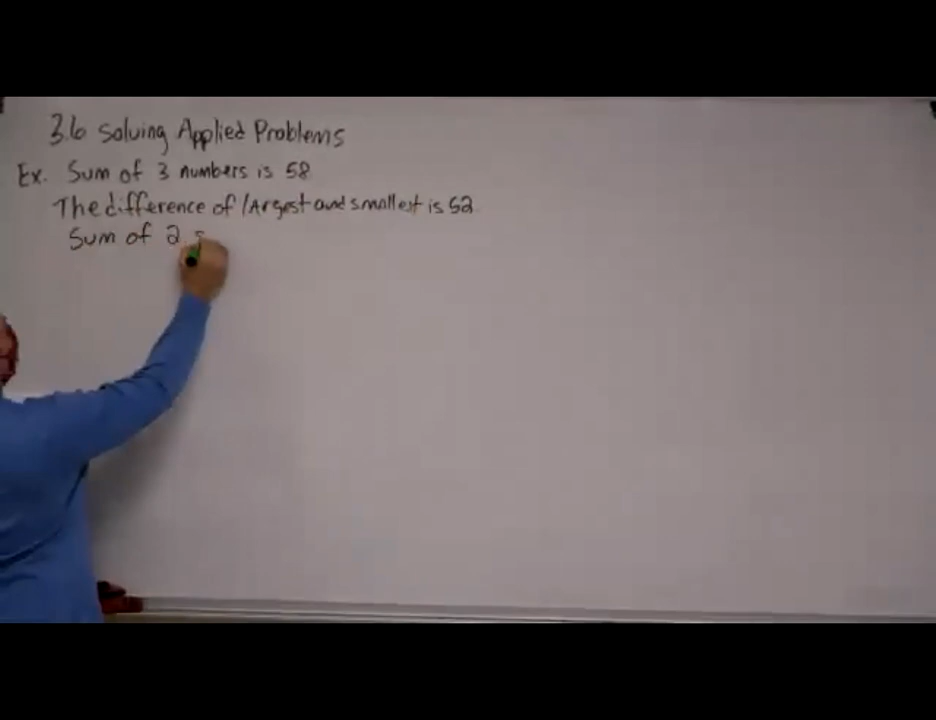 3.6 Solving Applied Problems
Ex. Sum of 3 numbers is 58
The difference of largest and smallest is 52
Sum of 2 s